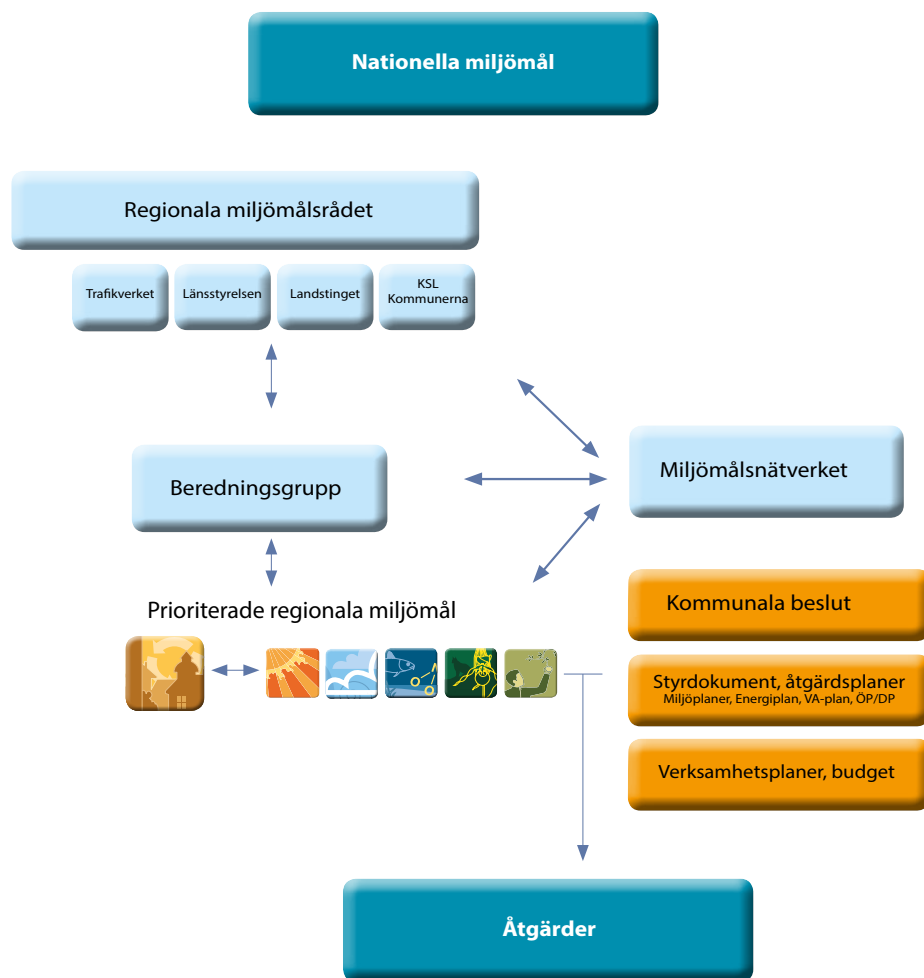 Nationella miljömål
Regionala miljömålsrådet
Trafikverket
Länsstyrelsen
Landstinget
KSL
Kommunerna
Beredningsgrupp
Miljömålsnätverket
Prioriterade regionala miljömål
Kommunala beslut
Styrdokument, åtgärdsplaner
Miljöplaner, Energiplan, VA-plan, ÖP/DP
Verksamhetsplaner, budget
Åtgärder